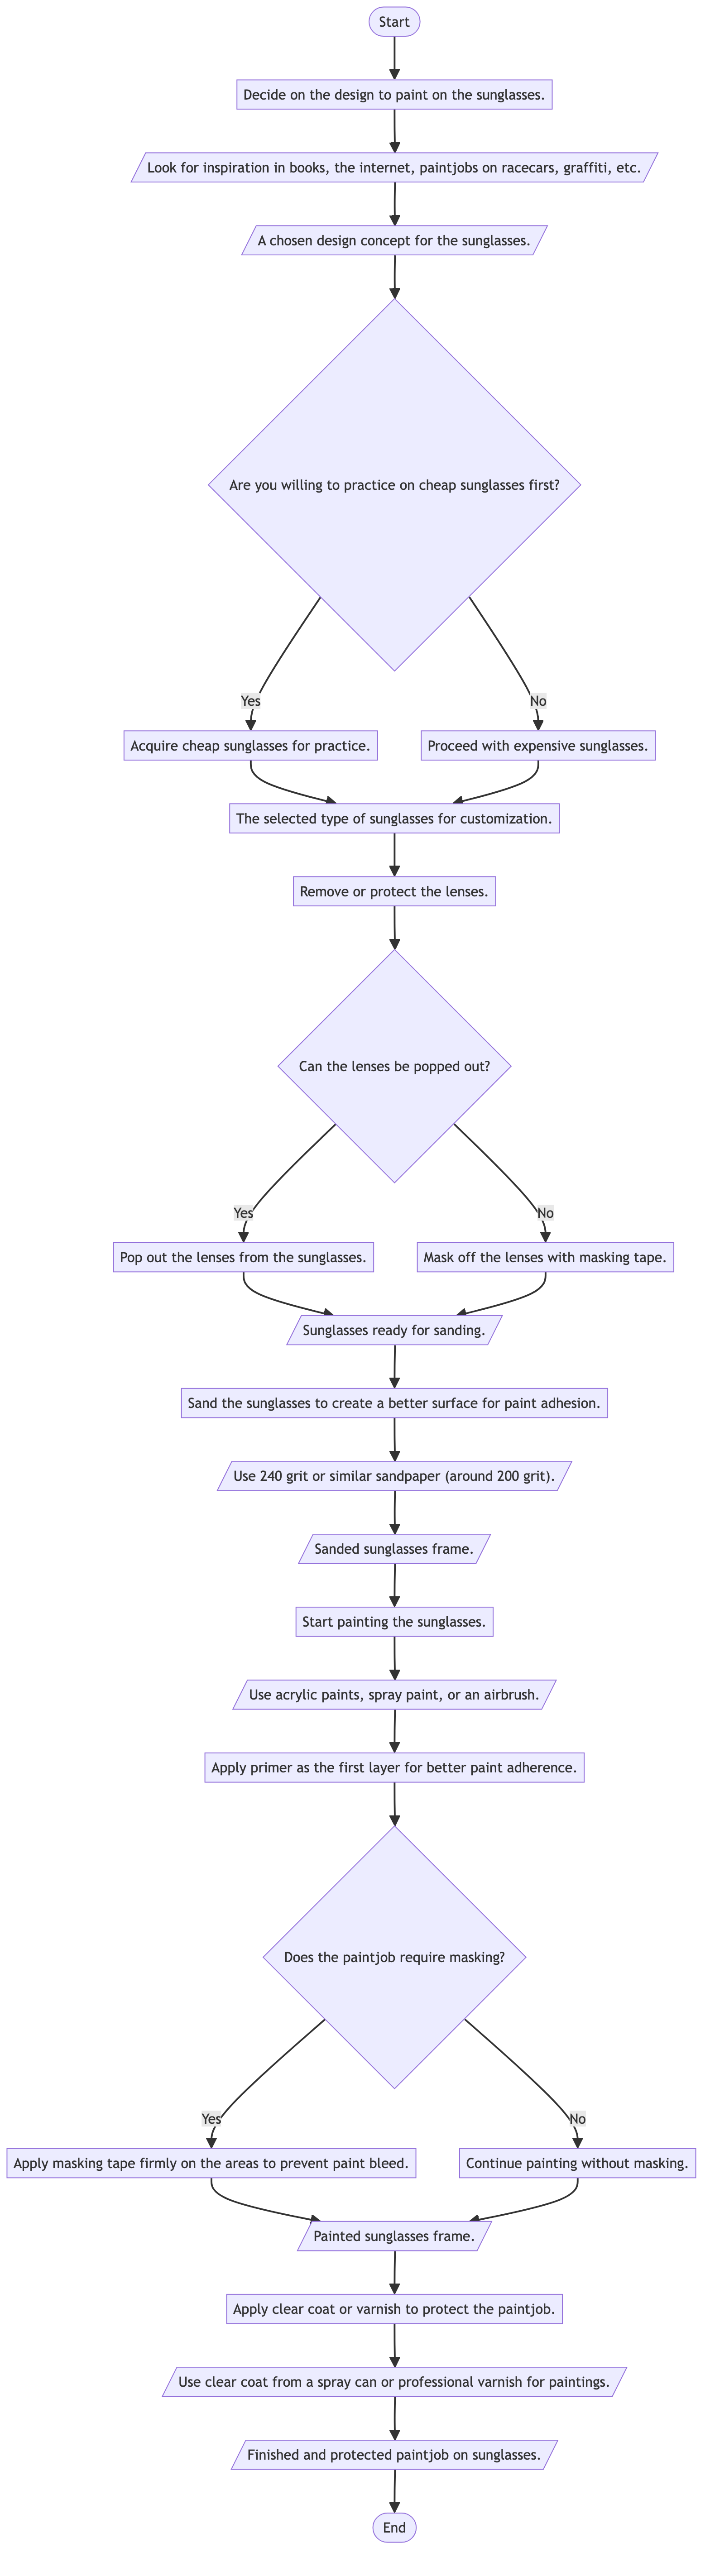 Start
Decide on the design to paint on the sunglasses.
Look for inspiration in books, the internet, paintjobs on racecars, graffiti, etc.
A chosen design concept for the sunglasses.
Are you willing to practice on cheap sunglasses first?
Yes
No
Acquire cheap sunglasses for practice.
Proceed with expensive sunglasses.
The selected type of sunglasses for customization.
Remove or protect the lenses.
Can the lenses be popped out?
Yes
No
Pop out the lenses from the sunglasses.
Mask off the lenses with masking tape.
Sunglasses ready for sanding.
Sand the sunglasses to create a better surface for paint adhesion.
Use 240 grit or similar sandpaper (around 200 grit).
Sanded sunglasses frame.
Start painting the sunglasses.
Use acrylic paints, spray paint, or an airbrush.
Apply primer as the first layer for better paint adherence.
Does the paintjob require masking?
Yes
No
Apply masking tape firmly on the areas to prevent paint bleed.
Continue painting without masking.
Painted sunglasses frame.
Apply clear coat or varnish to protect the paintjob.
Use clear coat from a spray can or professional varnish for paintings.
Finished and protected paintjob on sunglasses.
End